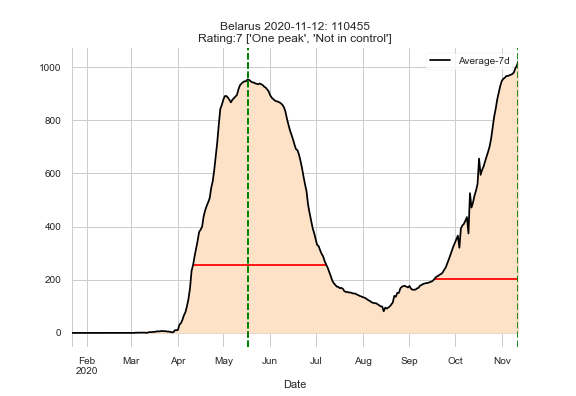 Belarus 2020-11-12: 110455
Rating:7 ['One peak', 'Not in control']
Average-7d
1000
800
600
400
200
0
Feb Mar Apr May Jun Jul Aug Sep Oct Nov
2020
Date